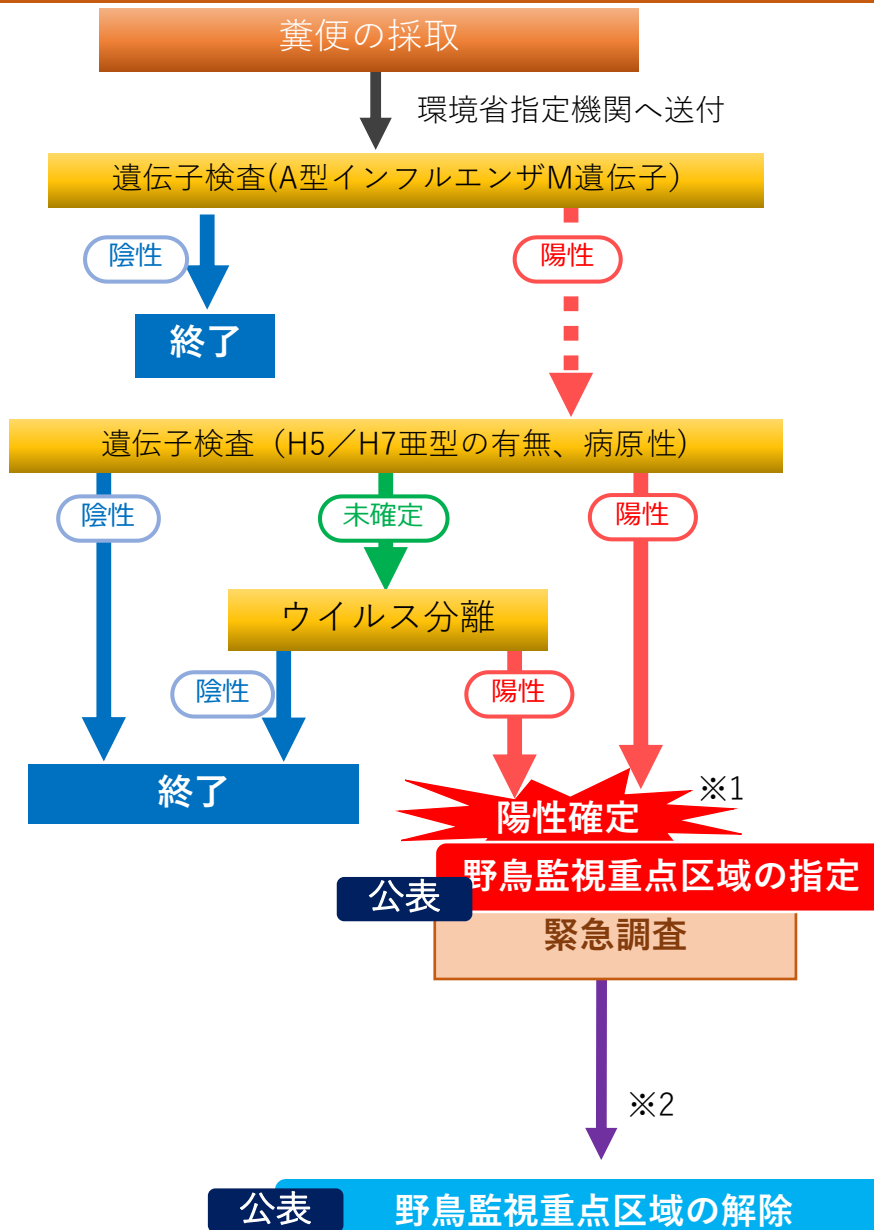 糞便の採取
環境省指定機関へ送付
遺伝子検査(A型インフルエンザM遺伝子)
陰性
陽性
終了
遺伝子検査(H5/H7亜型の有無、病原性)
陰性
未確定
陽性
ウイルス分離
陰性
陽性
終了
※1
陽性確定
野鳥監視重点区域の指定
公表
緊急調査
※2
公表
野鳥監視重点区域の解除